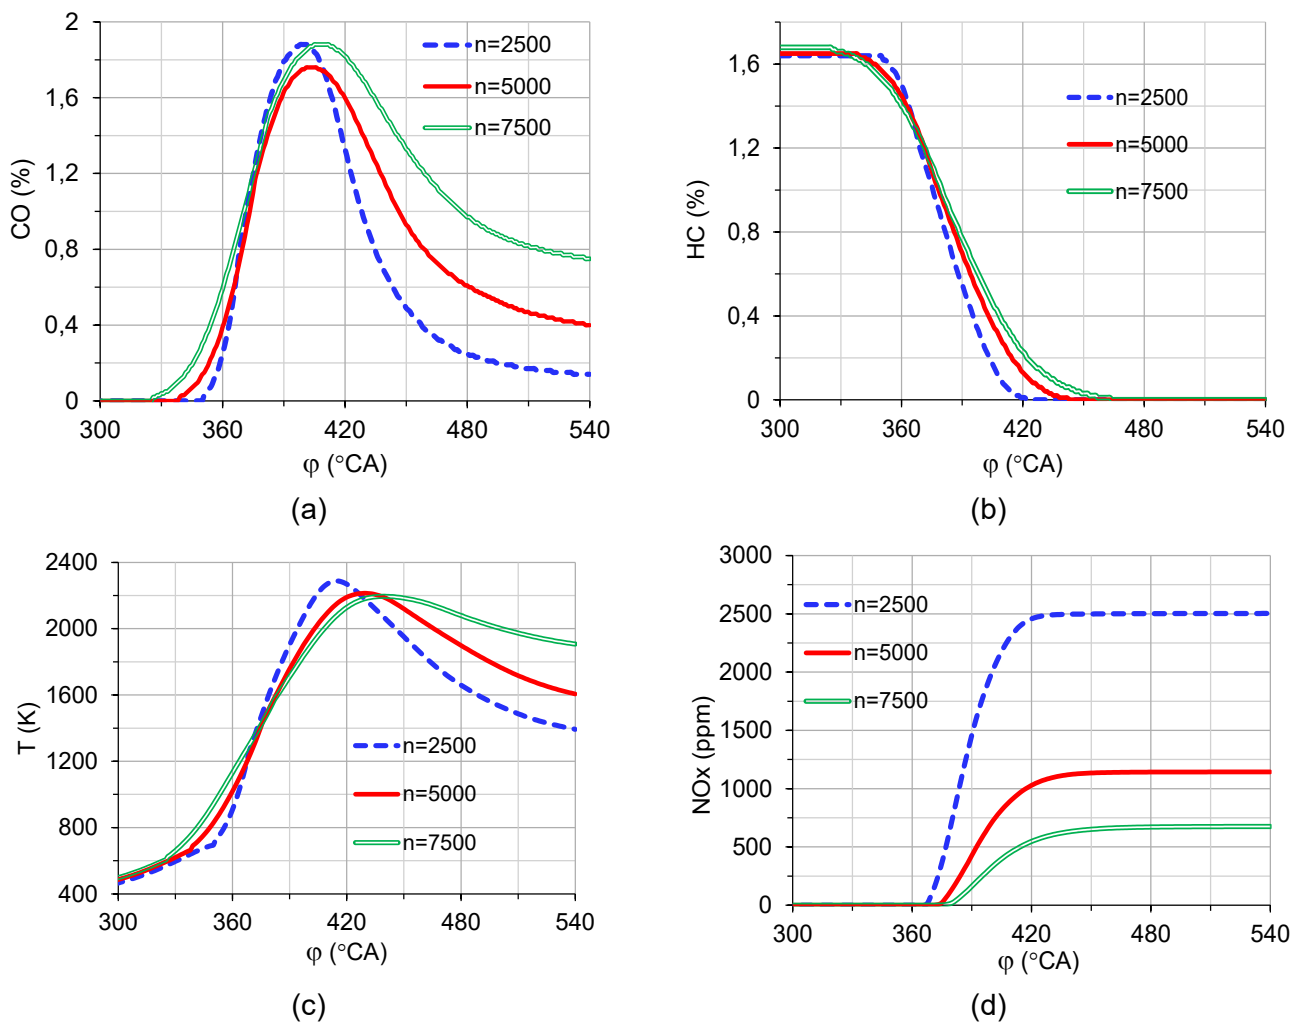 2
1.6
1.2
0.8
0,4
0
CO (%)
n=2500
n=5000
n=7500
300 360 420 480 540
φ (°CA)
(a)
1,6
1,2
0,8
0,4
0
HC (%)
n=2500
n=5000
n=7500
300 360 420 480 540
φ (°CA)
(b)
2400
2000
1600
1200
800
400
T (K)
n=2500
n=5000
n=7500
300 360 420 480 540
φ (°CA)
(c)
3000
2500
2000
1500
1000
500
0
NOx (ppm)
n=2500
n=5000
n=7500
300 360 420 480 540
φ (°CA)
(d)